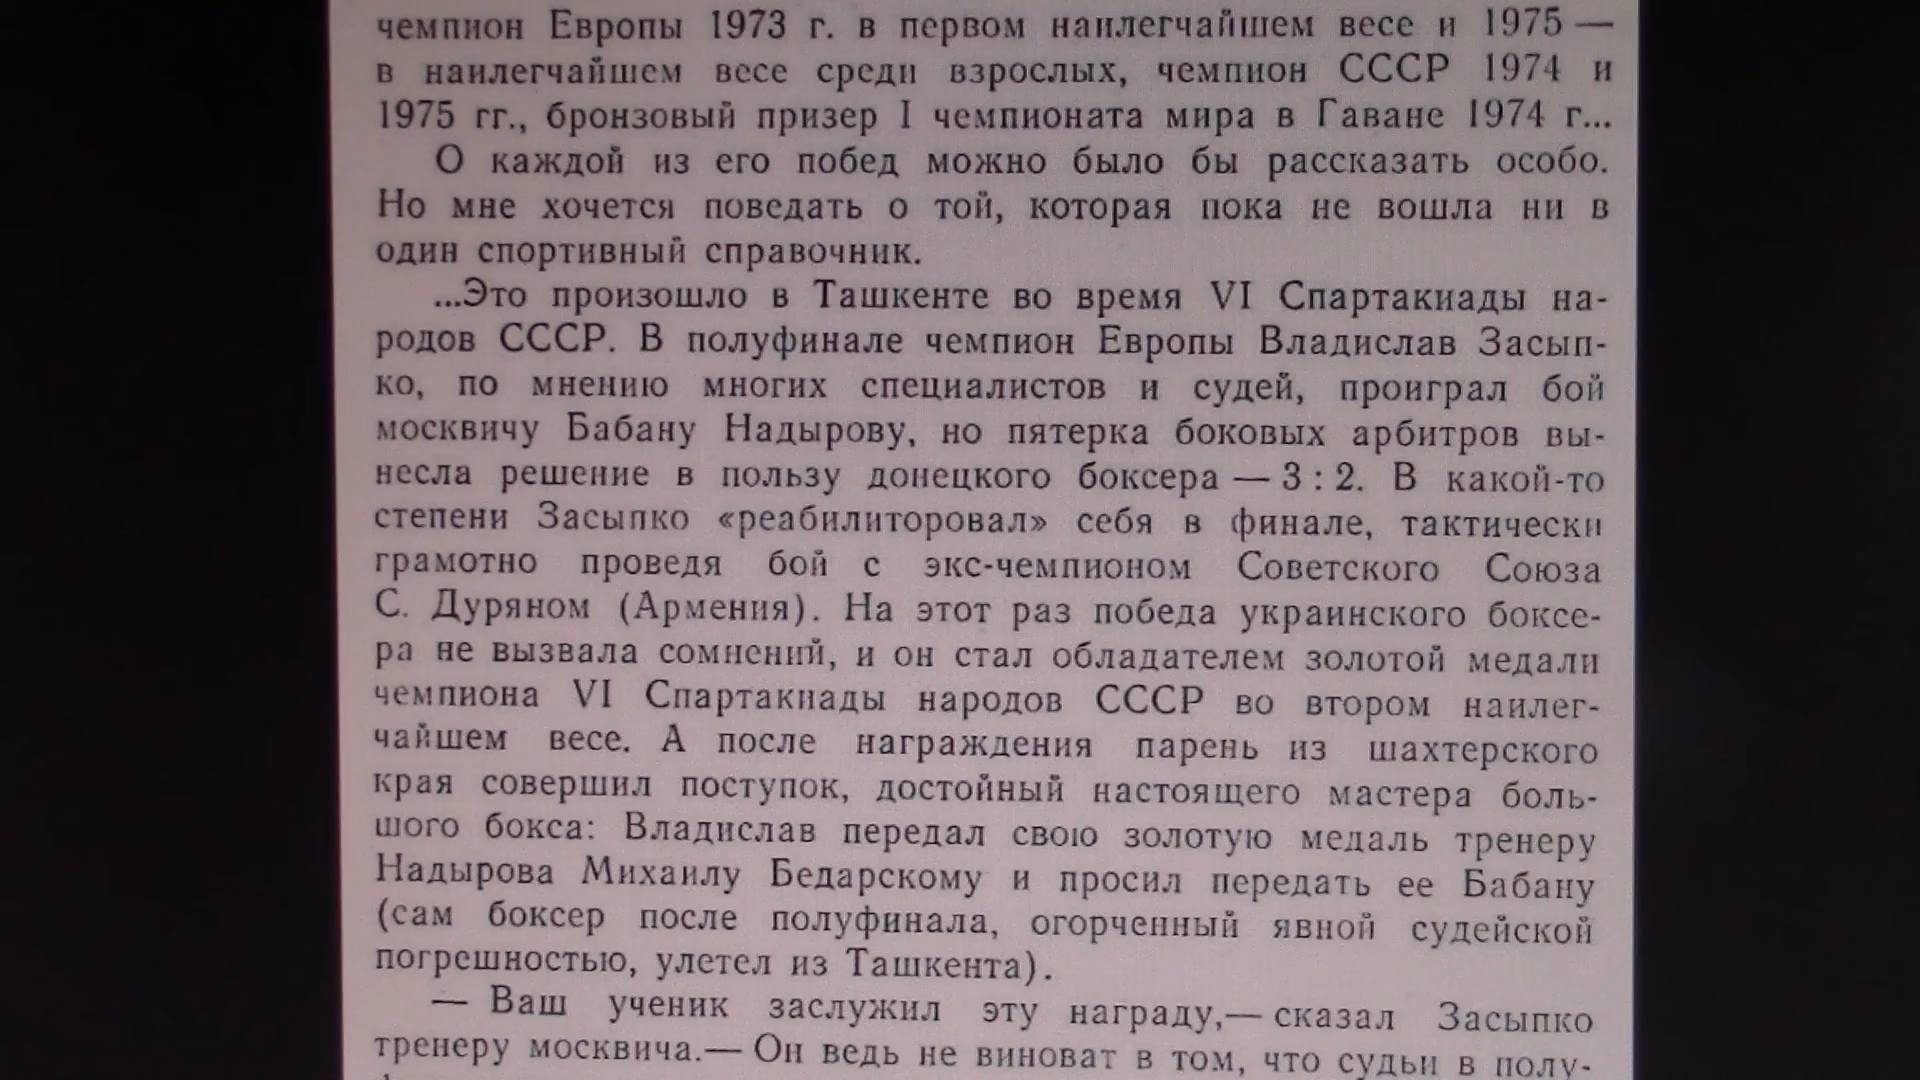 чемпион Европы 1973 г. в первом наилегчайшем весе и 1975 —
в наилегчайшем весе среди взрослых, чемпион СССР 1974 и
1975 гг., бронзовый призер I чемпионата мира в Гаване 1974 г...
О каждой из его побед можно было бы рассказать особо.
Но мне хочется поведать о той, которая пока не вошла ни в
один спортивный справочник.
...Это произошло в Ташкенте во время VI Спартакиады на-
родов СССР. В полуфинале чемпион Европы Владислав Засып-
ко, по мнению многих специалистов и судей, проиграл бой
москвичу Бабану Надырову, но пятерка боковых арбитров вы-
несла решение в пользу донецкого боксера — 3 : 2. В какой-то
степени Засыпко «реабилиторовал» себя в финале, тактически
грамотно проведя бой с экс-чемпионом Советского Союза
С. Дуряном (Армения). На этот раз победа украинского боксе-
ра не вызвала сомнений, и он стал обладателем золотой медали
чемпиона VI Спартакиады народов СССР во втором наилег-
чайшем весе. А после награждения парень из шахтерского
края совершил поступок, достойный настоящего мастера боль-
шого бокса: Владислав передал свою золотую медаль тренеру
Надырова Михаилу Бедарскому и просил передать ее Бабану
(сам боксер после полуфинала, огорченный явной судейской
погрешностью, улетел из Ташкента).
— Ваш ученик заслужил эту награду,— сказал Засыпко
тренеру москвича.— Он ведь не виноват в том, что судьи в полу-